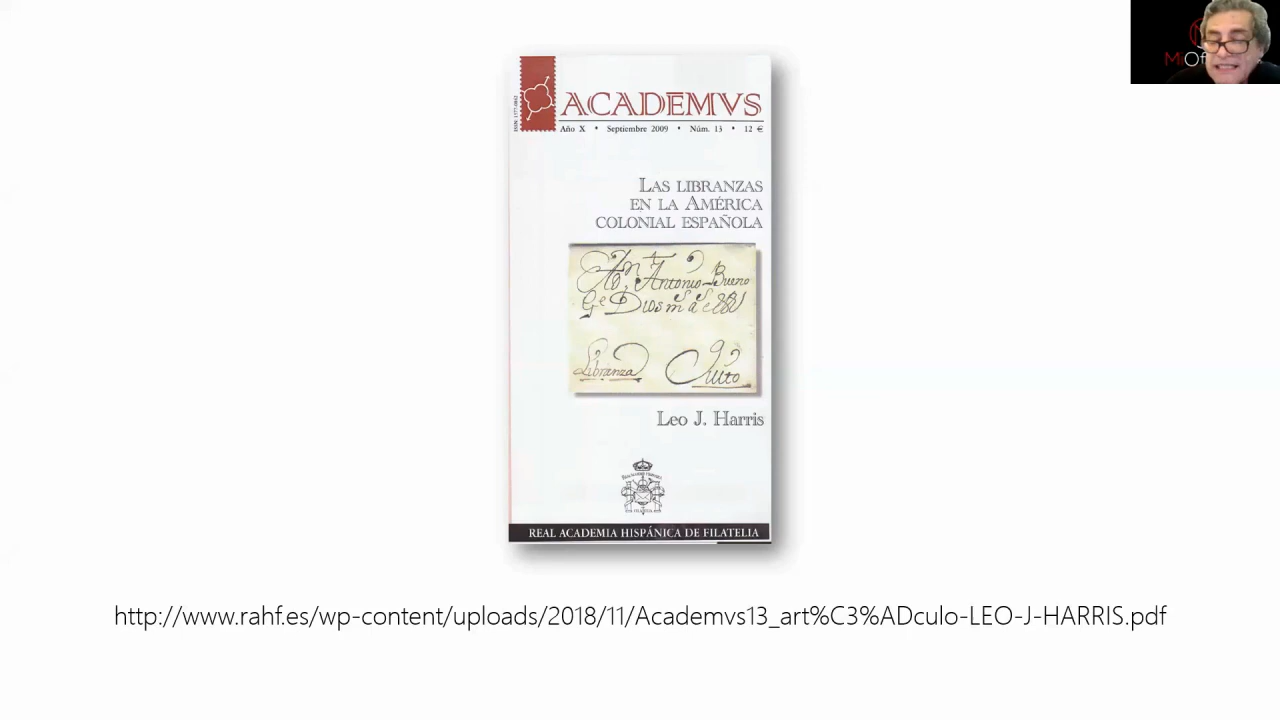 ACADEMVS
Año X • Septiembre 2009 • Núm. 13 • 12 €
LAS LIBRANZAS
EN LA AMÉRICA
COLONIAL ESPAÑOLA
Antonio Bueno
Dios
Libranza Quito
Leo J. Harris
REAL ACADEMIA HISPÁNICA DE FILATELIA
http://www.rahf.es/wp-content/uploads/2018/11/Academvs13_art%C3%ADculo-LEO-J-HARRIS.pdf